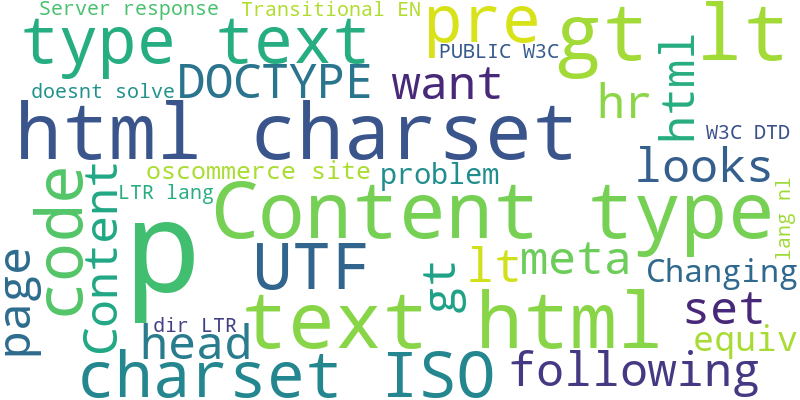 Server response
Transitional EN
type text
pre
gt
lt
PUBLIC W3C
DOCTYPE
want
doesnt solve
hr
html
W3C DTD
html charset
oscommerce site
problem
looks
code
Content
LTR lang
p
Content type
lang nl
UTF
lt
meta
Changing
page
gt
text html
set
dir LTR
head
equiv
charset ISO
following